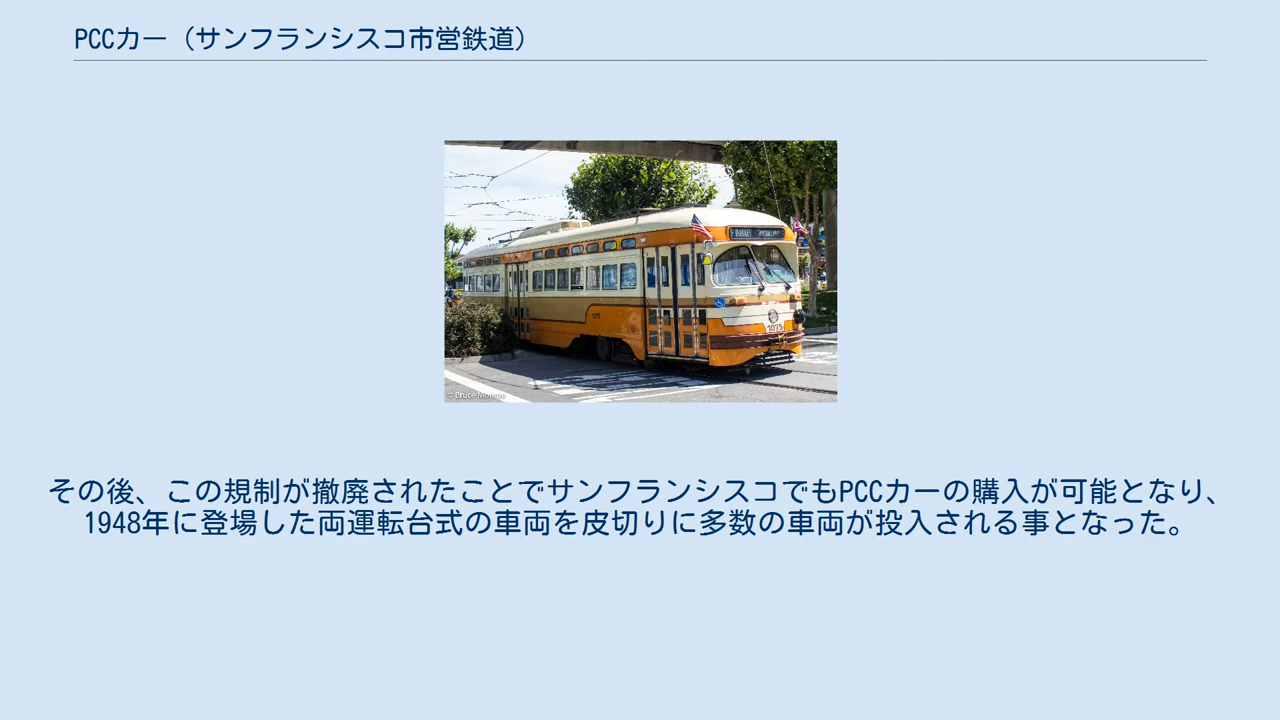 PCCカー（サンフランシスコ市営鉄道）
1075
© Bruce Monroe
その後、この規制が撤廃されたことでサンフランシスコでもPCCカーの購入が可能となり、
1948年に登場した両運転台式の車両を皮切りに多数の車両が投入される事となった。